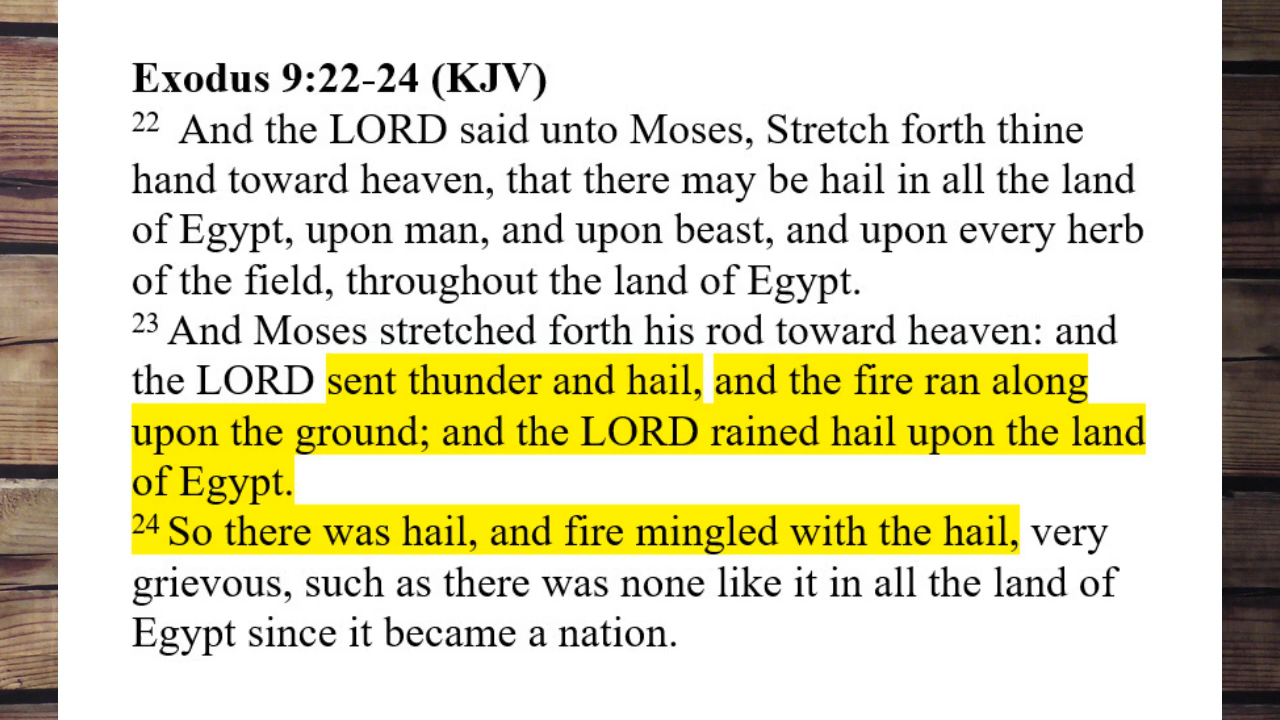 Exodus 9:22-24 (KJV)
22 And the LORD said unto Moses, Stretch forth thine
hand toward heaven, that there may be hail in all the land
of Egypt, upon man, and upon beast, and upon every herb
of the field, throughout the land of Egypt.
23 And Moses stretched forth his rod toward heaven: and
the LORD sent thunder and hail, and the fire ran along
upon the ground; and the LORD rained hail upon the land
of Egypt.
24 So there was hail, and fire mingled with the hail, very
grievous, such as there was none like it in all the land of
Egypt since it became a nation.